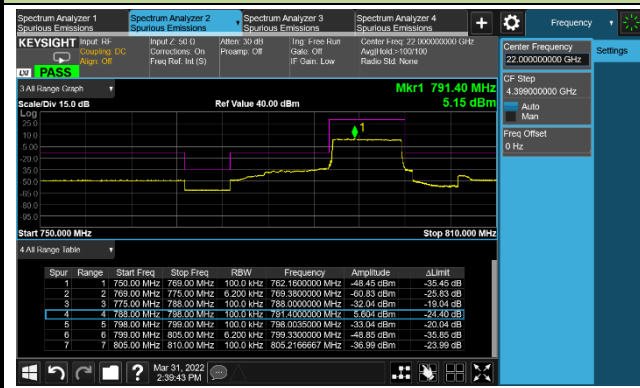 Spectrum Analyzer 1
Spurious Emissions
Spectrum Analyzer 2
Spurious Emissions
Spectrum Analyzer 3
Spurious Emissions
Spectrum Analyzer 4
Spurious Emissions
Frequency
KEYSIGHT
Input: RF
Coupling: DC
Align: Off
Input Z: 50 Ω
Corrections: On
Freq Ref: Int (S)
Atten: 30 dB
Preamp: Off
Trig: Free Run
Gate: Off
IF Gain: Low
Center Freq: 22.000000000 GHz
Avg|Hold:>100/100
Radio Std: None
LXI PASS
Center Frequency
22.000000000 GHz
Settings
CF Step
4.399000000 GHz
Auto
Man
Freq Offset
0 Hz
3 All Range Graph
Mkr1 791.40 MHz
Scale/Div 15.0 dB
Ref Value 40.00 dBm
5.15 dBm
Log
25.0
10.0
5.00
-20.0
35.0
50.0
65.0
-80.0
-95.0
1
Start 750.000 MHz
Stop 810.000 MHz
4 All Range Table
Spur Range Start Freq Stop Freq RBW Frequency Amplitude ΔLimit
1 1 750.00 MHz 769.00 MHz 100.0 kHz 762.1600000 MHz -48.45 dBm -35.45 dB
2 2 769.00 MHz 775.00 MHz 6.200 kHz 769.3800000 MHz -60.83 dBm -25.83 dB
3 3 775.00 MHz 788.00 MHz 100.0 kHz 788.0000000 MHz -32.04 dBm -19.04 dB
4 4 788.00 MHz 798.00 MHz 100.0 kHz 791.4000000 MHz 5.604 dBm -24.40 dB
5 5 798.00 MHz 799.00 MHz 100.0 kHz 798.0035000 MHz -33.04 dBm -20.04 dB
6 6 799.00 MHz 805.00 MHz 6.200 kHz 799.3300000 MHz -48.85 dBm -35.85 dB
7 7 805.00 MHz 810.00 MHz 100.0 kHz 805.2166667 MHz -36.99 dBm -23.99 dB
Mar 31, 2022
2:39:43 PM